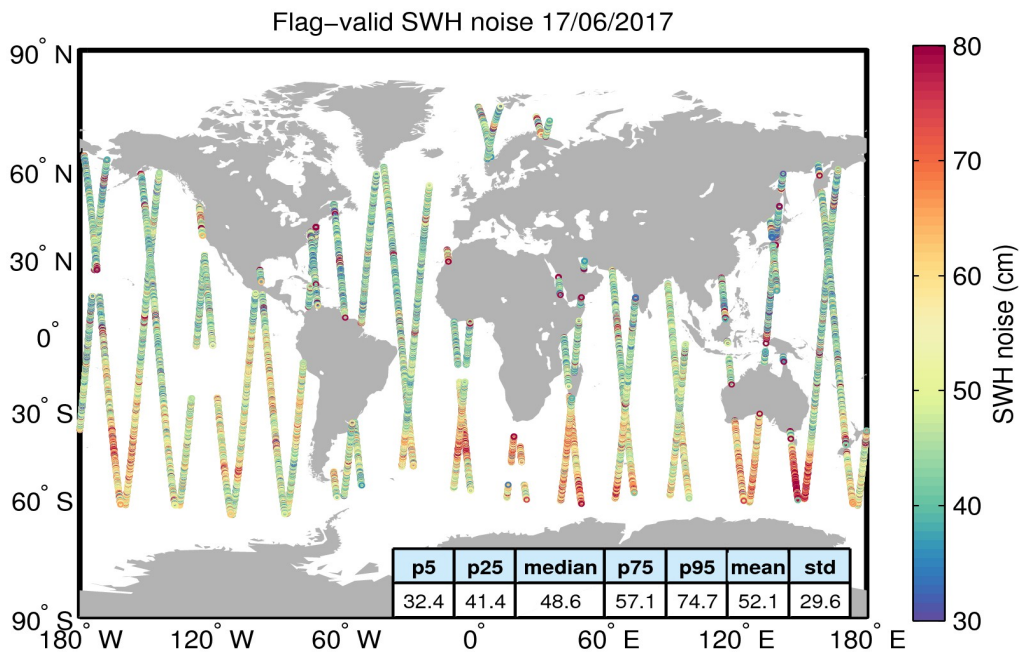 Flag−valid SWH noise 17/06/2017
90° N
60° N
30° N
0°
30° S
60° S
90° S
180° W
120° W
60° W
0°
60° E
120° E
180° E
p5 p25 median p75 p95 mean std
32.4 41.4 48.6 57.1 74.7 52.1 29.6
80
70
60
50
40
30
SWH noise (cm)